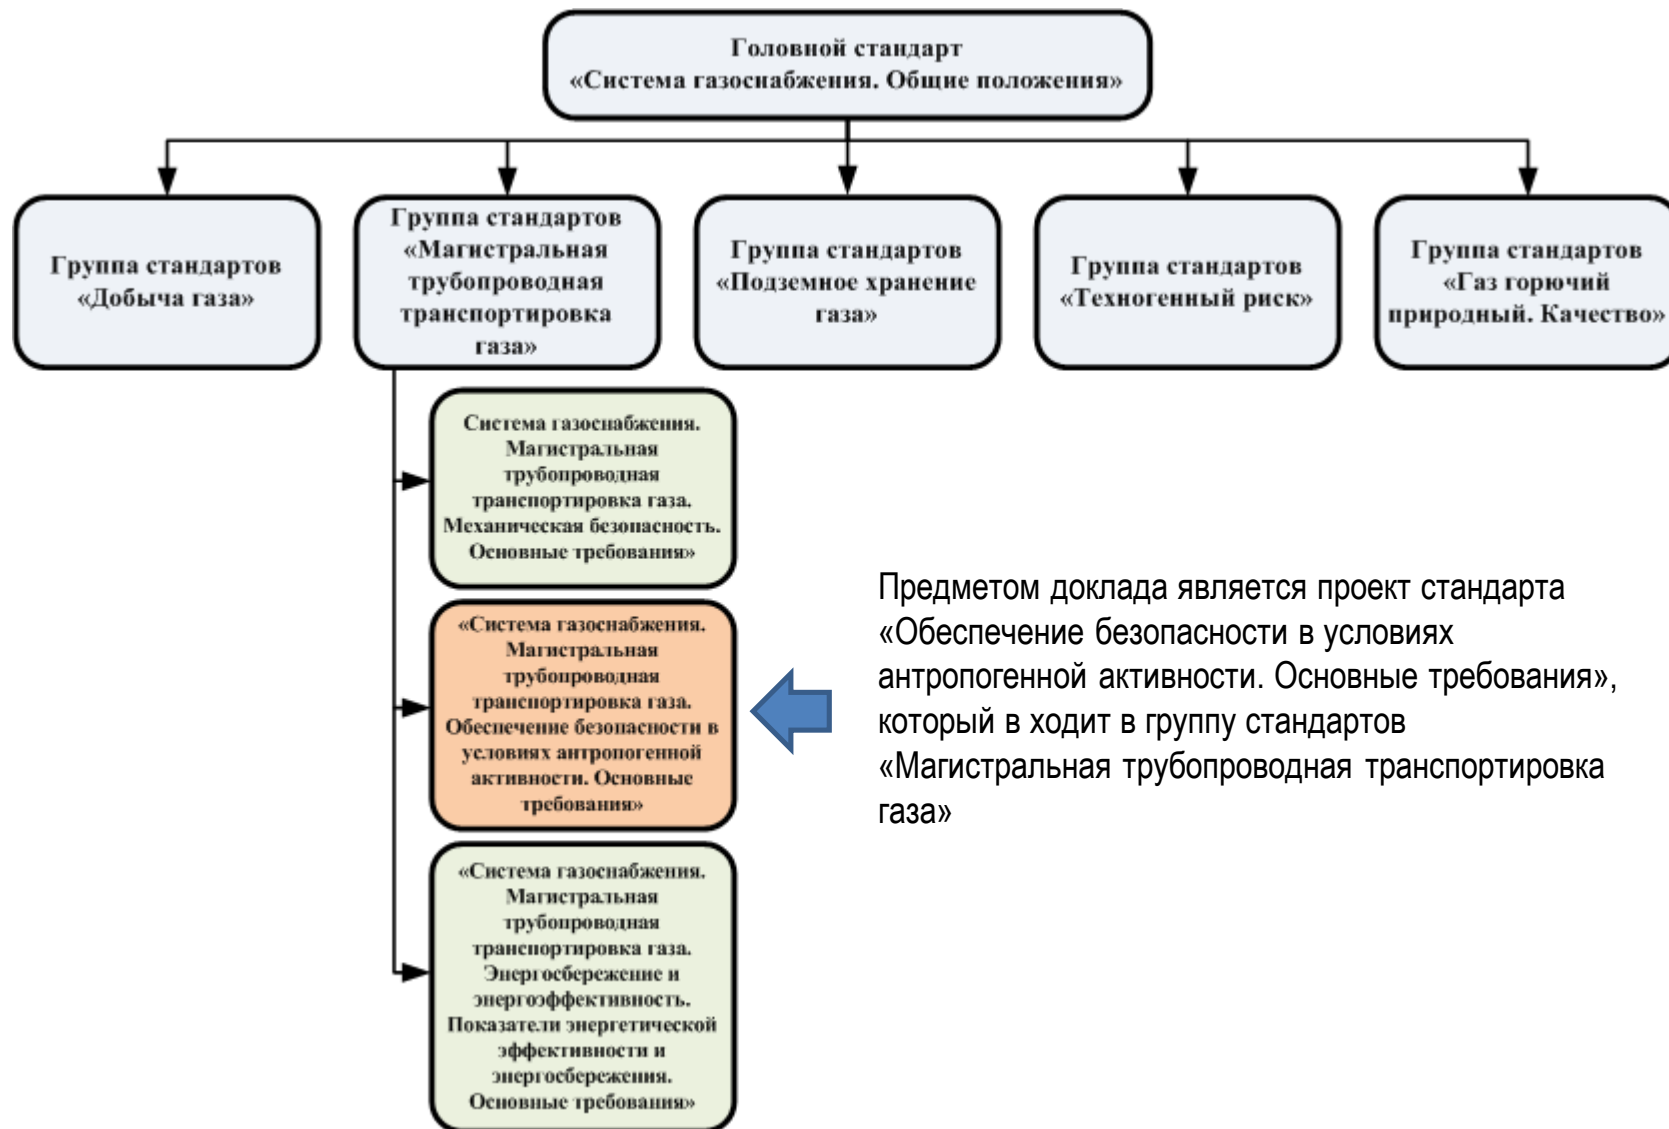 Головной стандарт
«Система газоснабжения. Общие положения»
Группа стандартов
«Добыча газа»
Группа стандартов
«Магистральная
трубопроводная
транспортировка
газа»
Группа стандартов
«Подземное хранение
газа»
Группа стандартов
«Техногенный риск»
Группа стандартов
«Газ горючий
природный. Качество»
Система газоснабжения.
Магистральная
трубопроводная
транспортировка газа.
Механическая безопасность.
Основные требования»
«Система газоснабжения.
Магистральная
трубопроводная
транспортировка газа.
Обеспечение безопасности в
условиях антропогенной
активности. Основные
требования»
Предметом доклада является проект стандарта
«Обеспечение безопасности в условиях
антропогенной активности. Основные требования»,
который в ходит в группу стандартов
«Магистральная трубопроводная транспортировка
газа»
«Система газоснабжения.
Магистральная
трубопроводная
транспортировка газа.
Энергосбережение и
энергоэффективность.
Показатели энергетической
эффективности и
энергосбережения.
Основные требования»